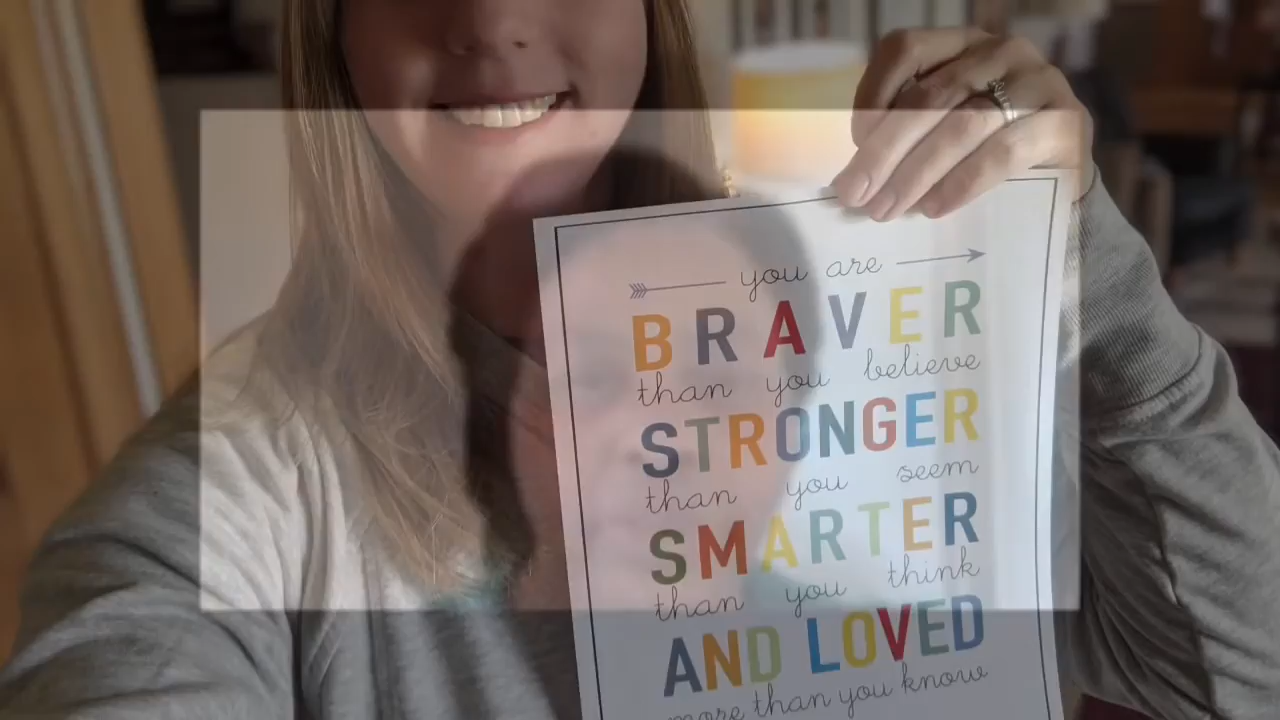 you are
BRAVER
than you believe
STRONGER
than you seem
SMARTER
than you think
AND LOVED
more than you know